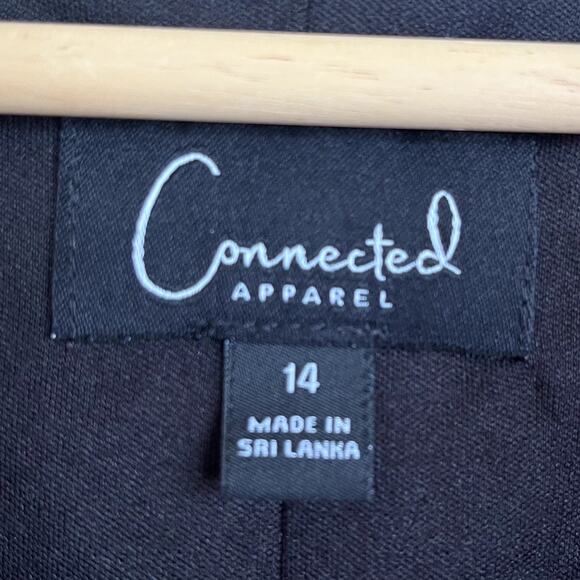 Connected
APPAREL
14
MADE IN
SRI LANKA